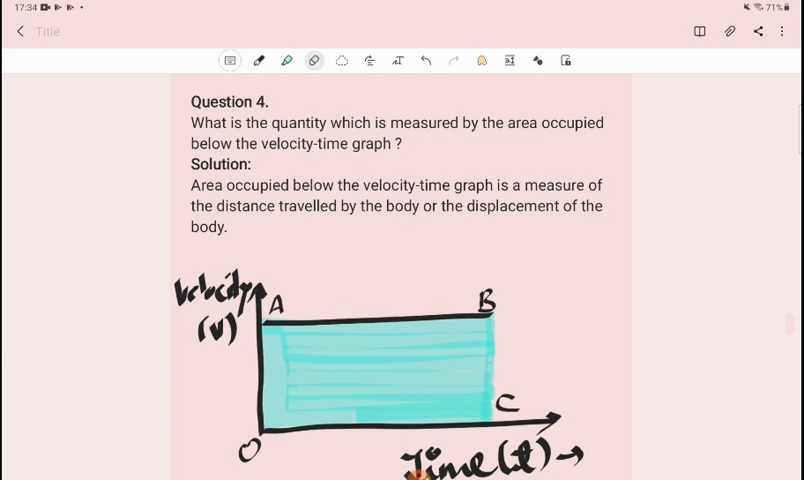 17:34
71%
Title
Question 4.
What is the quantity which is measured by the area occupied
below the velocity-time graph ?
Solution:
Area occupied below the velocity-time graph is a measure of
the distance travelled by the body or the displacement of the
body.
Velocity
(v)
A
B
C
O
Time(t)→